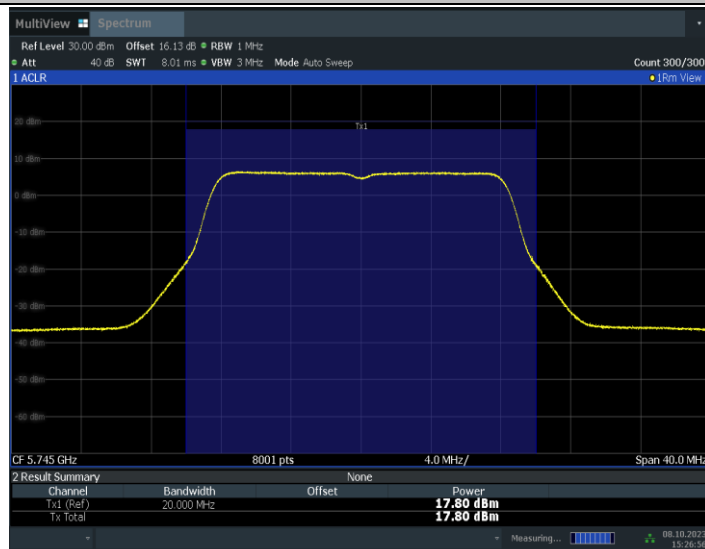 MultiView Spectrum
Ref Level 30.00 dBm Offset 16.13 dB RBW 1 MHz
Att 40 dB SWT 8.01 ms VBW 3 MHz Mode Auto Sweep Count 300/300
1 ACLR 1Rm View
20 dBm
Tx1
10 dBm
0 dBm
-10 dBm
-20 dBm
-30 dBm
-40 dBm
-50 dBm
-60 dBm
CF 5.745 GHz 8001 pts 4.0 MHz/ Span 40.0 MHz
2 Result Summary None
Channel Bandwidth Offset Power
Tx1 (Ref) 20.000 MHz 17.80 dBm
Tx Total 17.80 dBm
Measuring... 08.10.2023
15:26:56